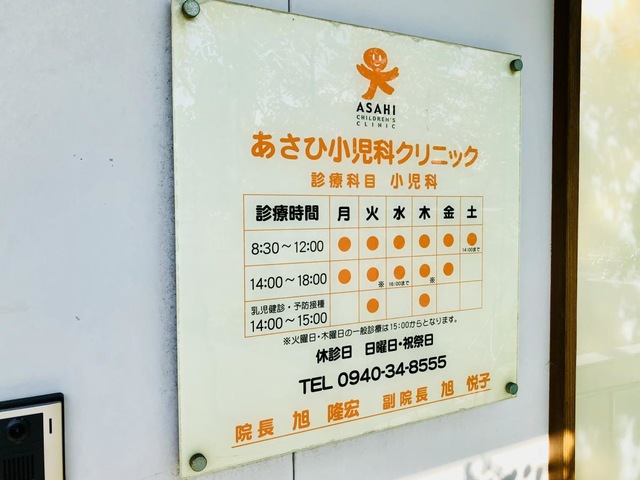 ASAHI
CHILDREN'S
CLINIC
あさひ小児科クリニック
診療科目 小児科
診療時間 月 火 水 木 金 土
8:30～12:00 ● ● ● ● ● ●
14:00まで
14:00～18:00 ● ●※ ● ●※ ●
16:00まで
乳児健診・予防接種
14:00～15:00 ● ●
※火曜日・木曜日の一般診療は15:00からとなります。
休診日 日曜日・祝祭日
TEL 0940-34-8555
院長 旭 隆宏 副院長 旭 悦子